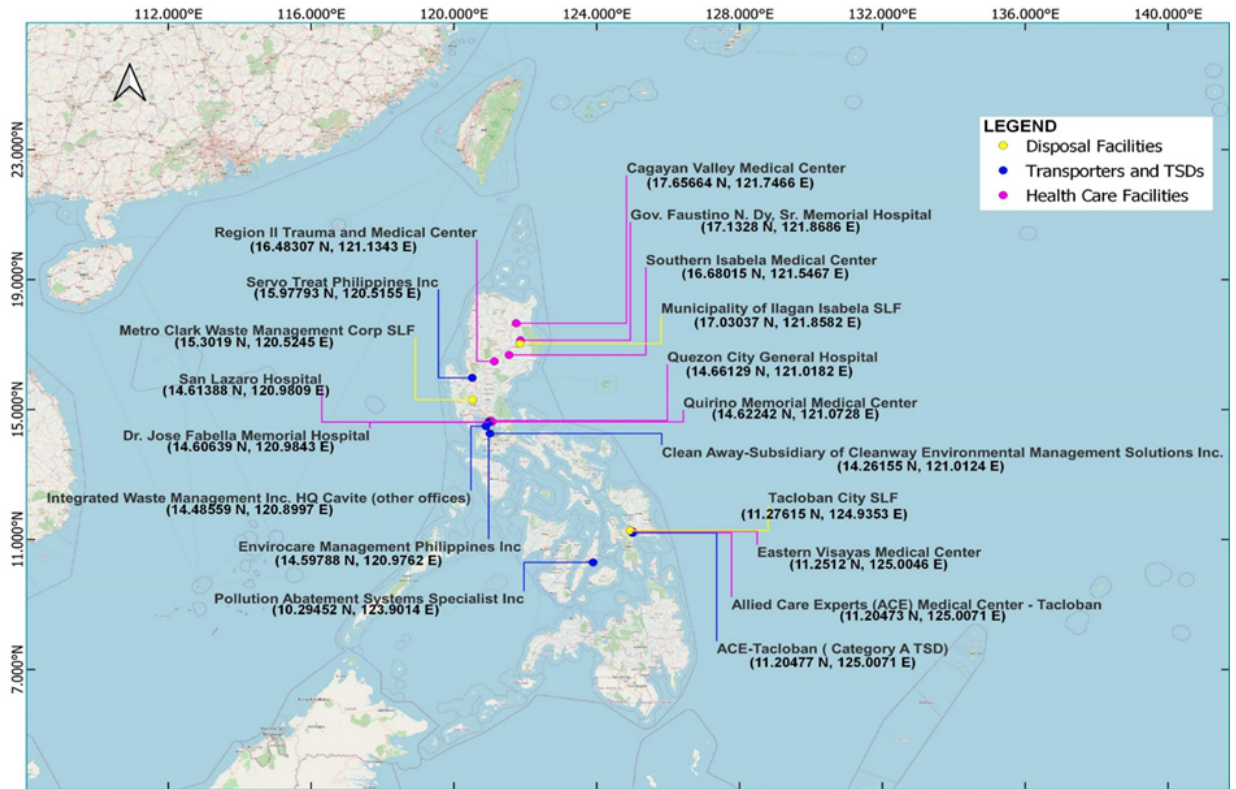 112.000°E 116.000°E 120.000°E 124.000°E 128.000°E 132.000°E 136.000°E 140.000°E
23.000°N
19.000°N
15.000°N
11.000°N
7.000°N
LEGEND
Disposal Facilities
Transporters and TSDs
Health Care Facilities
Cagayan Valley Medical Center
(17.65664 N, 121.7466 E)
Gov. Faustino N. Dy, Sr. Memorial Hospital
(17.1328 N, 121.8686 E)
Region II Trauma and Medical Center
(16.48307 N, 121.1343 E)
Southern Isabela Medical Center
(16.68015 N, 121.5467 E)
Servo Treat Philippines Inc
(15.97793 N, 120.5155 E)
Municipality of Ilagan Isabela SLF
(17.03037 N, 121.8582 E)
Metro Clark Waste Management Corp SLF
(15.3019 N, 120.5245 E)
Quezon City General Hospital
(14.66129 N, 121.0182 E)
San Lazaro Hospital
(14.61388 N, 120.9809 E)
Quirino Memorial Medical Center
(14.62242 N, 121.0728 E)
Dr. Jose Fabella Memorial Hospital
(14.60639 N, 120.9843 E)
Clean Away-Subsidiary of Cleanway Environmental Management Solutions Inc.
(14.26155 N, 121.0124 E)
Integrated Waste Management Inc. HQ Cavite (other offices)
(14.48559 N, 120.8997 E)
Tacloban City SLF
(11.27615 N, 124.9353 E)
Envirocare Management Philippines Inc
(14.59788 N, 120.9762 E)
Eastern Visayas Medical Center
(11.2512 N, 125.0046 E)
Pollution Abatement Systems Specialist Inc
(10.29452 N, 123.9014 E)
Allied Care Experts (ACE) Medical Center - Tacloban
(11.20473 N, 125.0071 E)
ACE-Tacloban ( Category A TSD)
(11.20477 N, 125.0071 E)